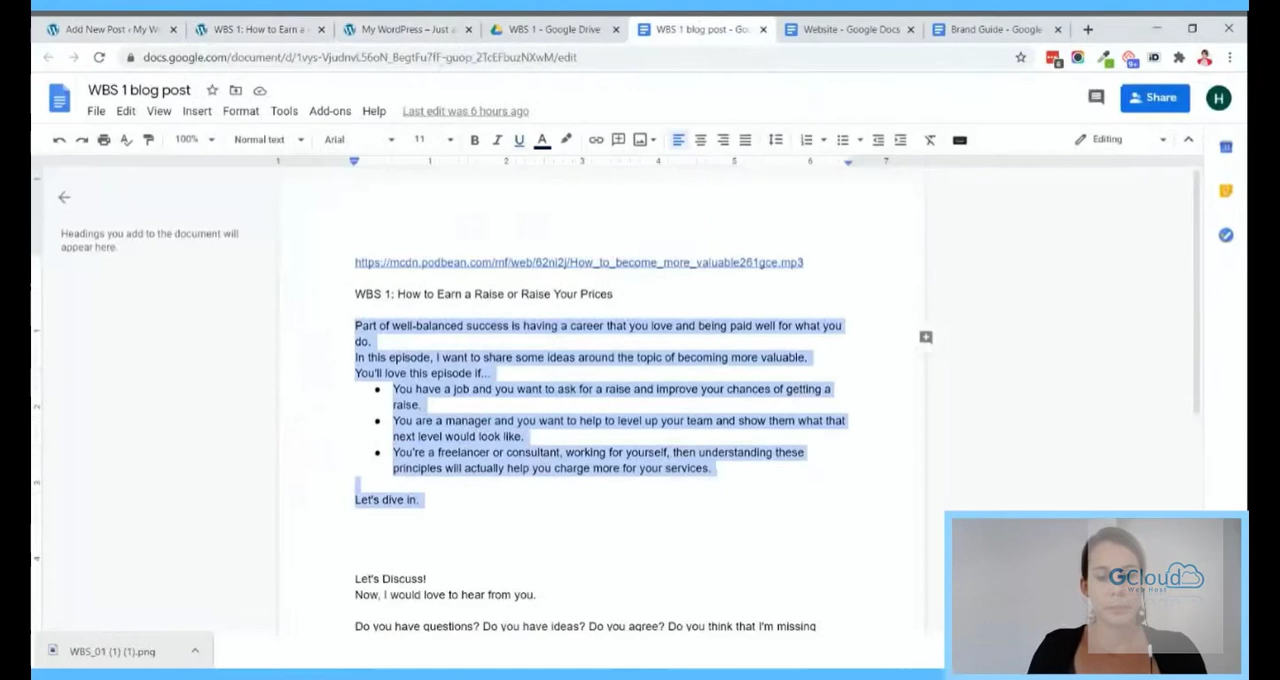 Add New Post ‹ My W
WBS 1: How to Earn a
My WordPress – Just a
WBS 1 - Google Drive
WBS 1 blog post - Go
Website - Google Docs
Brand Guide - Google
WBS 1 blog post
File Edit View Insert Format Tools Add-ons Help Last edit was 6 hours ago
Share
H
100% Normal text Arial 11 B I U A Editing
1 1 2 3 4 5 6 7
Headings you add to the document will
appear here.
https://mcdn.podbean.com/mf/web/62ni2j/How_to_become_more_valuable261gce.mp3
WBS 1: How to Earn a Raise or Raise Your Prices
Part of well-balanced success is having a career that you love and being paid well for what you
do.
In this episode, I want to share some ideas around the topic of becoming more valuable.
You'll love this episode if...
● You have a job and you want to ask for a raise and improve your chances of getting a
raise.
● You are a manager and you want to help to level up your team and show them what that
next level would look like.
● You're a freelancer or consultant, working for yourself, then understanding these
principles will actually help you charge more for your services.
Let's dive in.
Let's Discuss!
Now, I would love to hear from you.
Do you have questions? Do you have ideas? Do you agree? Do you think that I'm missing
GCloud
Web Host
WBS_01 (1) (1).png